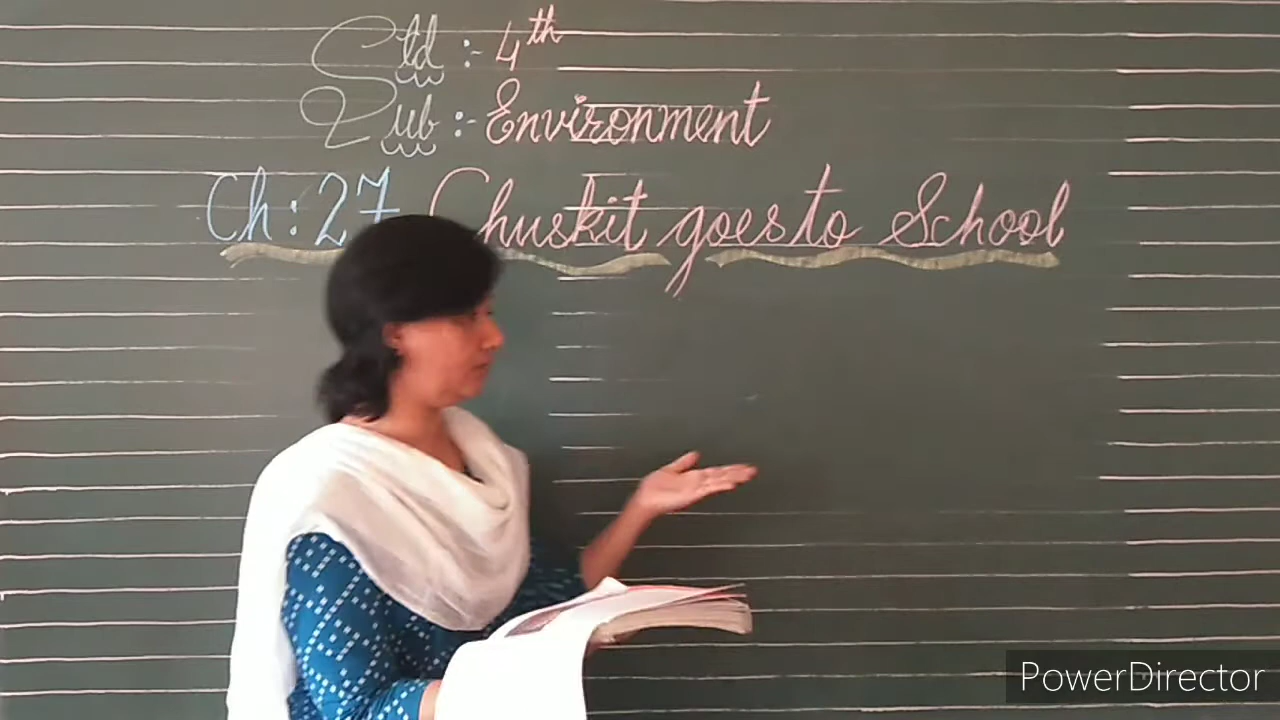 Std :- 4th
Sub :- Environment
Ch: 27 Chuskit goes to School
PowerDirector